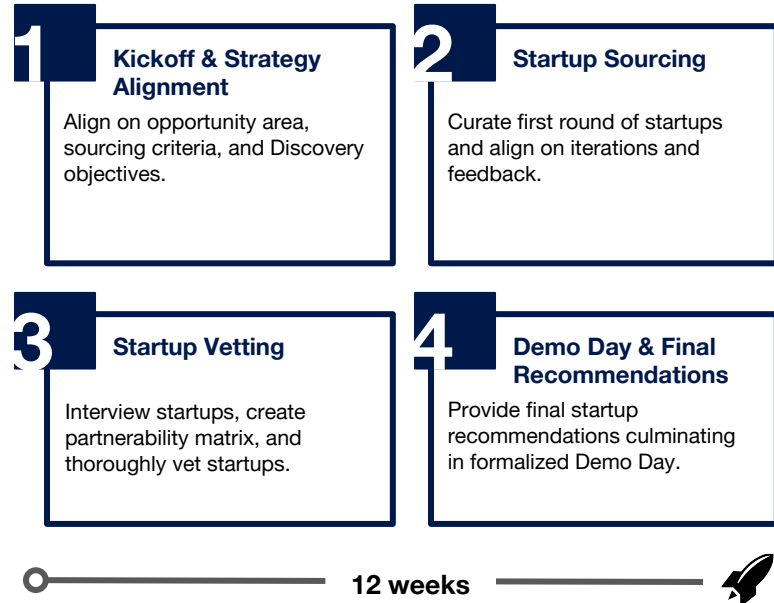 1
Kickoff & Strategy
Alignment
Align on opportunity area,
sourcing criteria, and Discovery
objectives.
2
Startup Sourcing
Curate first round of startups
and align on iterations and
feedback.
3
Startup Vetting
Interview startups, create
partnerability matrix, and
thoroughly vet startups.
4
Demo Day & Final
Recommendations
Provide final startup
recommendations culminating
in formalized Demo Day.
12 weeks